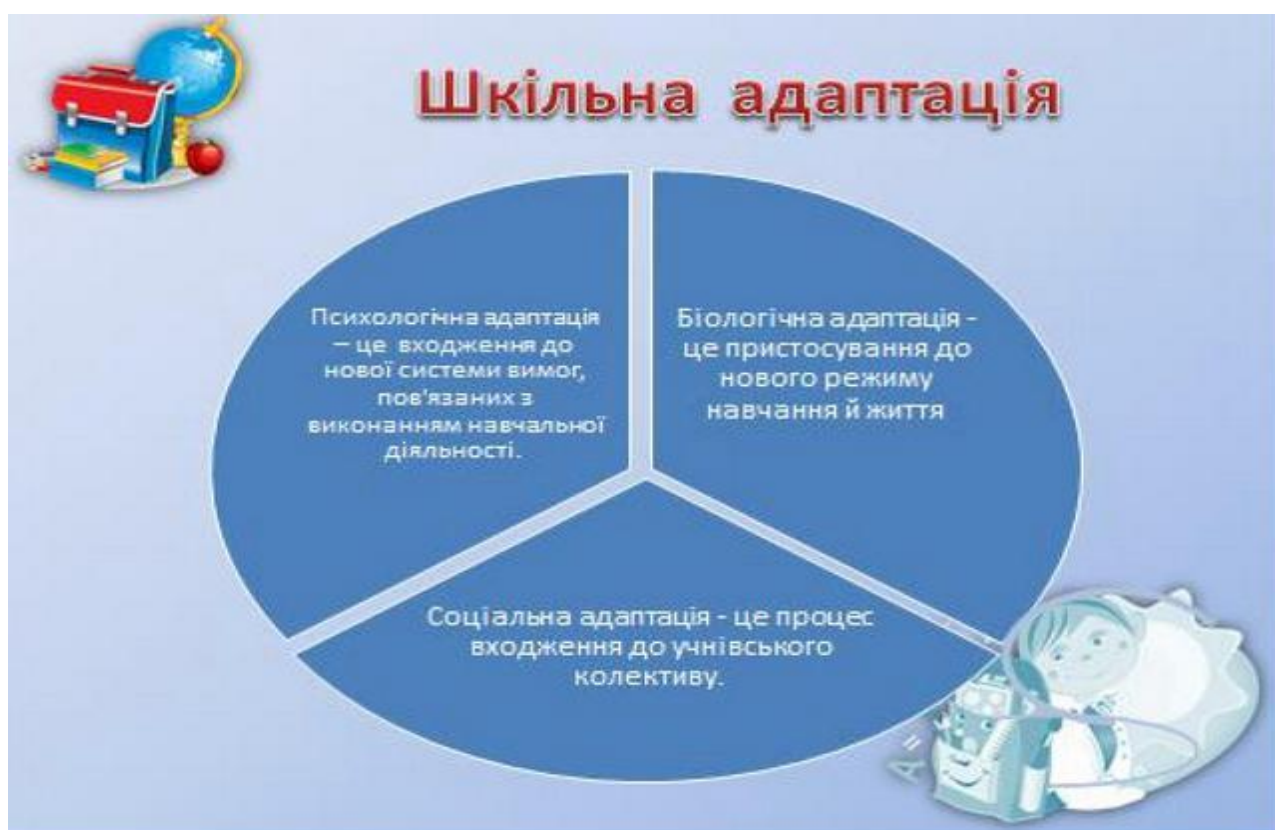 Шкільна адаптація
Психологічна адаптація
– це входження до
нової системи вимог,
пов'язаних з
виконанням навчальної
діяльності.
Біологічна адаптація -
це пристосування до
нового режиму
навчання й життя
Соціальна адаптація - це процес
входження до учнівського
колективу.
А =